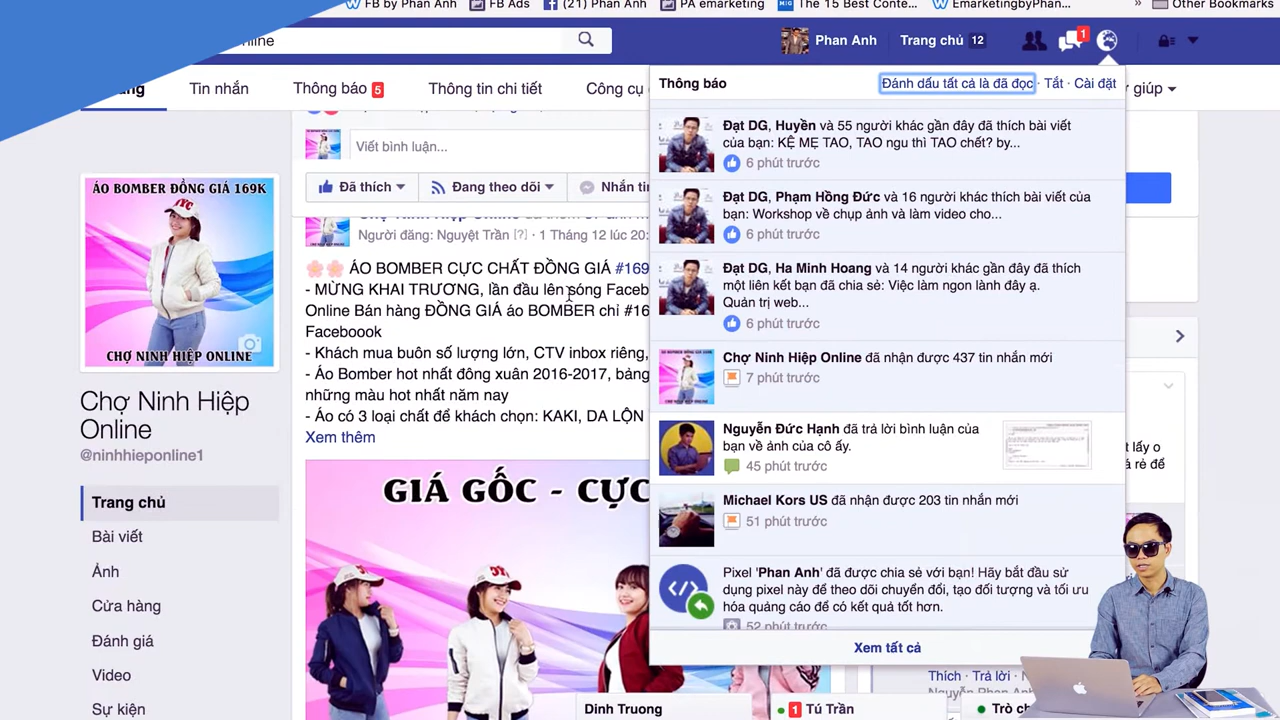 FB by Phan Anh
FB Ads
(21) Phan Anh
PA emarketing
The 15 Best Conte...
EmarketingbyPhan...
»
Other Bookmarks
nline
Phan Anh
Trang chủ 12
1
Tin nhắn
Thông báo 5
Thông tin chi tiết
Công cụ
giúp
Thông báo
Đánh dấu tất cả là đã đọc · Tắt · Cài đặt
Đạt DG, Huyền và 55 người khác gần đây đã thích bài viết
của bạn: KỆ MẸ TAO, TAO ngu thì TAO chết? by...
6 phút trước
Đạt DG, Phạm Hồng Đức và 16 người khác thích bài viết của
bạn: Workshop về chụp ảnh và làm video cho...
6 phút trước
Đạt DG, Ha Minh Hoang và 14 người khác gần đây đã thích
một liên kết bạn đã chia sẻ: Việc làm ngon lành đây ạ.
Quản trị web...
6 phút trước
Chợ Ninh Hiệp Online đã nhận được 437 tin nhắn mới
7 phút trước
Nguyễn Đức Hạnh đã trả lời bình luận của
bạn về ảnh của cô ấy.
45 phút trước
Michael Kors US đã nhận được 203 tin nhắn mới
51 phút trước
Pixel 'Phan Anh' đã được chia sẻ với bạn! Hãy bắt đầu sử
dụng pixel này để theo dõi chuyển đổi, tạo đối tượng và tối ưu
hóa quảng cáo để có kết quả tốt hơn.
52 phút trước
Xem tất cả
Viết bình luận...
Đã thích
Đang theo dõi
Nhắn tin
Người đăng: Nguyệt Trần [?] · 1 Tháng 12 lúc 20:
🌸🌸 ÁO BOMBER CỰC CHẤT ĐỒNG GIÁ #169
- MỪNG KHAI TRƯƠNG, lần đầu lên sóng Faceb
Online Bán hàng ĐỒNG GIÁ áo BOMBER chỉ #16
Faceboook
- Khách mua buôn số lượng lớn, CTV inbox riêng,
- Áo Bomber hot nhất đông xuân 2016-2017, bảng
những màu hot nhất năm nay
- Áo có 3 loại chất để khách chọn: KAKI, DA LỘN
Xem thêm
GIÁ GỐC - CỰC
ÁO BOMBER ĐỒNG GIÁ 169K
CHỢ NINH HIỆP ONLINE
Chợ Ninh Hiệp
Online
@ninhhieponline1
Trang chủ
Bài viết
Ảnh
Cửa hàng
Đánh giá
Video
Sự kiện
t lấy o
á rẻ để
Thích · Trả lời
Dinh Truong
1 Tú Trần
Trò ch